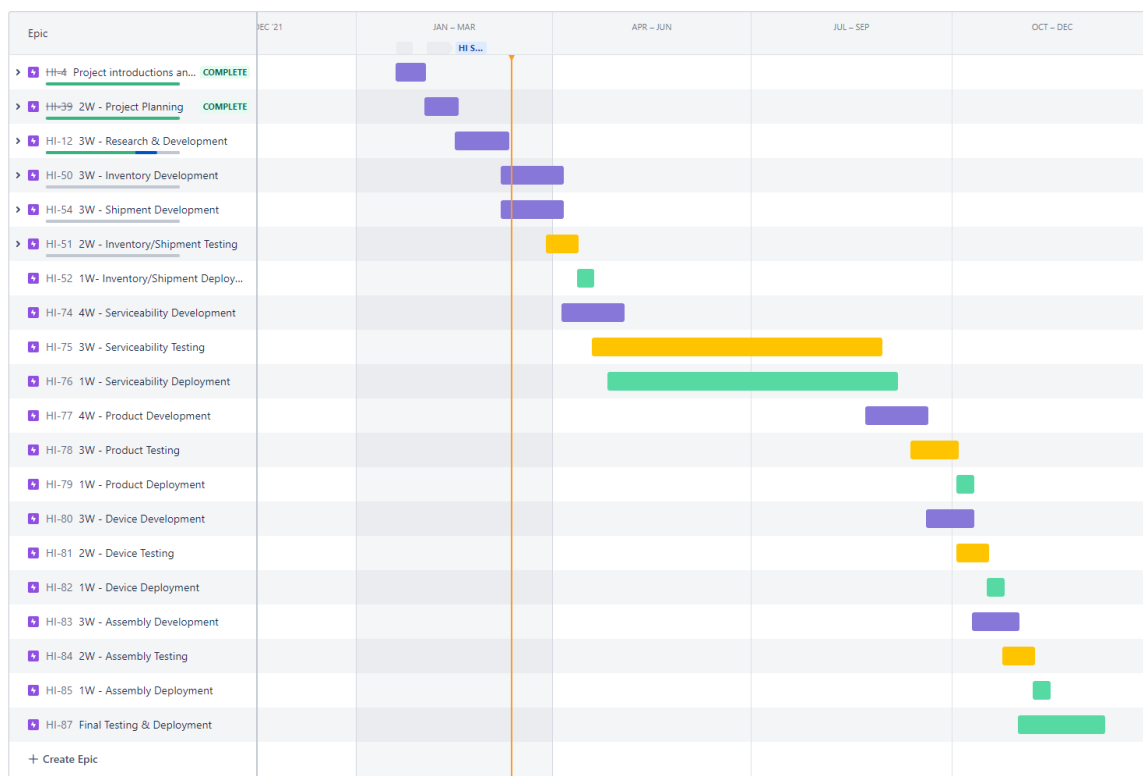 Epic
DEC '21
JAN – MAR
APR – JUN
JUL – SEP
OCT – DEC
HI S...
HI-4 Project introductions an... COMPLETE
HI-39 2W - Project Planning COMPLETE
HI-12 3W - Research & Development
HI-50 3W - Inventory Development
HI-54 3W - Shipment Development
HI-51 2W - Inventory/Shipment Testing
HI-52 1W- Inventory/Shipment Deploy...
HI-74 4W - Serviceability Development
HI-75 3W - Serviceability Testing
HI-76 1W - Serviceability Deployment
HI-77 4W - Product Development
HI-78 3W - Product Testing
HI-79 1W - Product Deployment
HI-80 3W - Device Development
HI-81 2W - Device Testing
HI-82 1W - Device Deployment
HI-83 3W - Assembly Development
HI-84 2W - Assembly Testing
HI-85 1W - Assembly Deployment
HI-87 Final Testing & Deployment
+ Create Epic